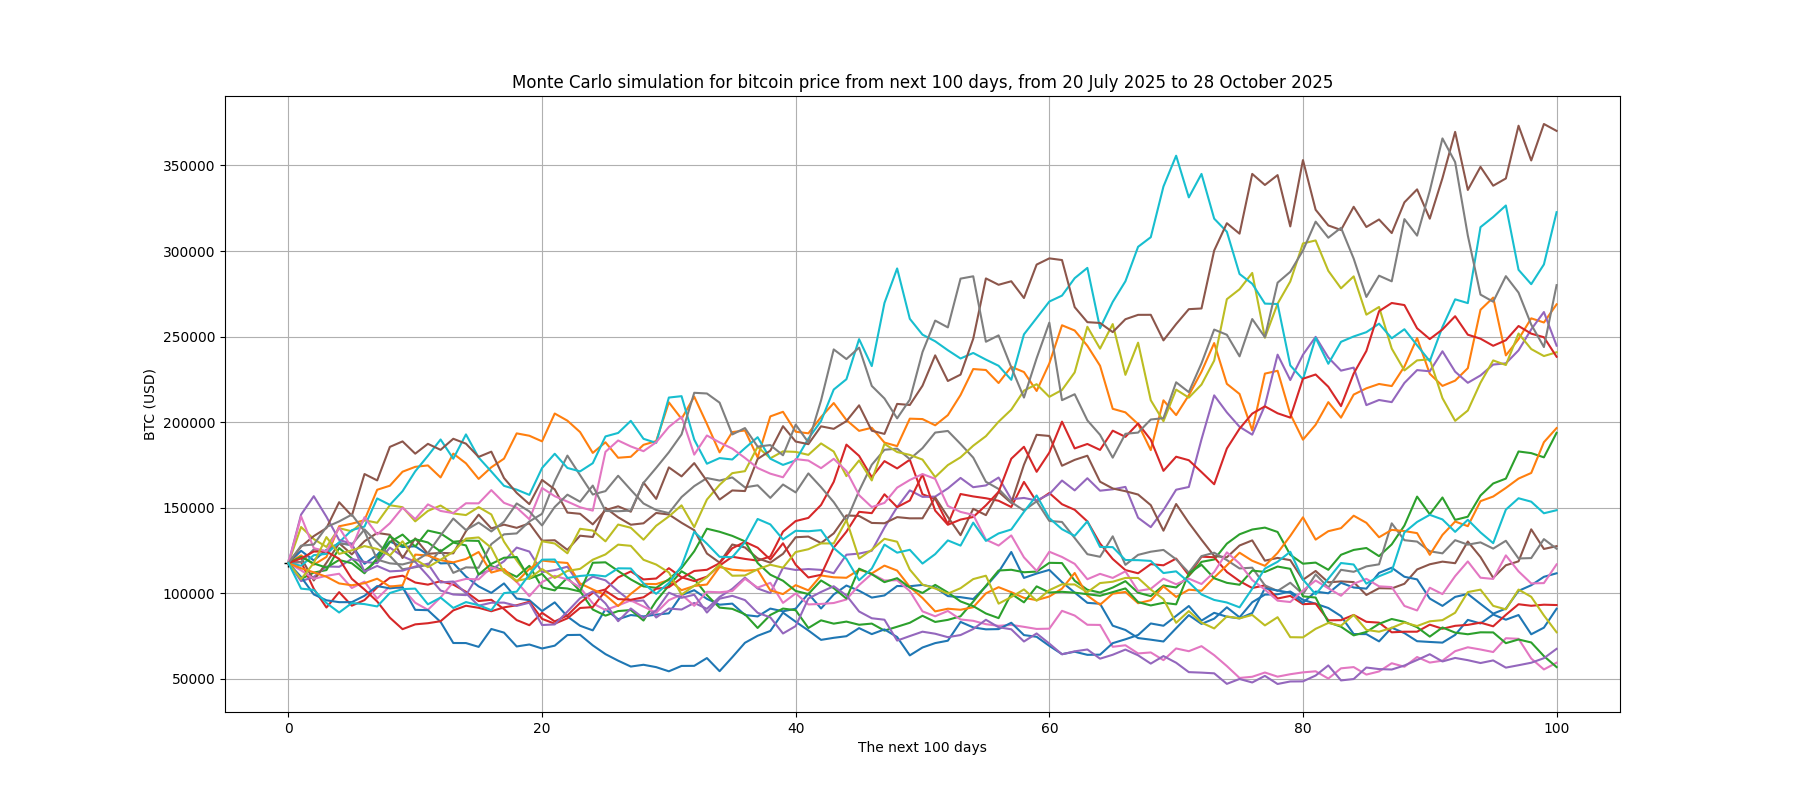 Monte Carlo simulation for bitcoin price from next 100 days, from 20 July 2025 to 28 October 2025
350000
300000
250000
200000
150000
100000
50000
BTC (USD)
0 20 40 60 80 100
The next 100 days